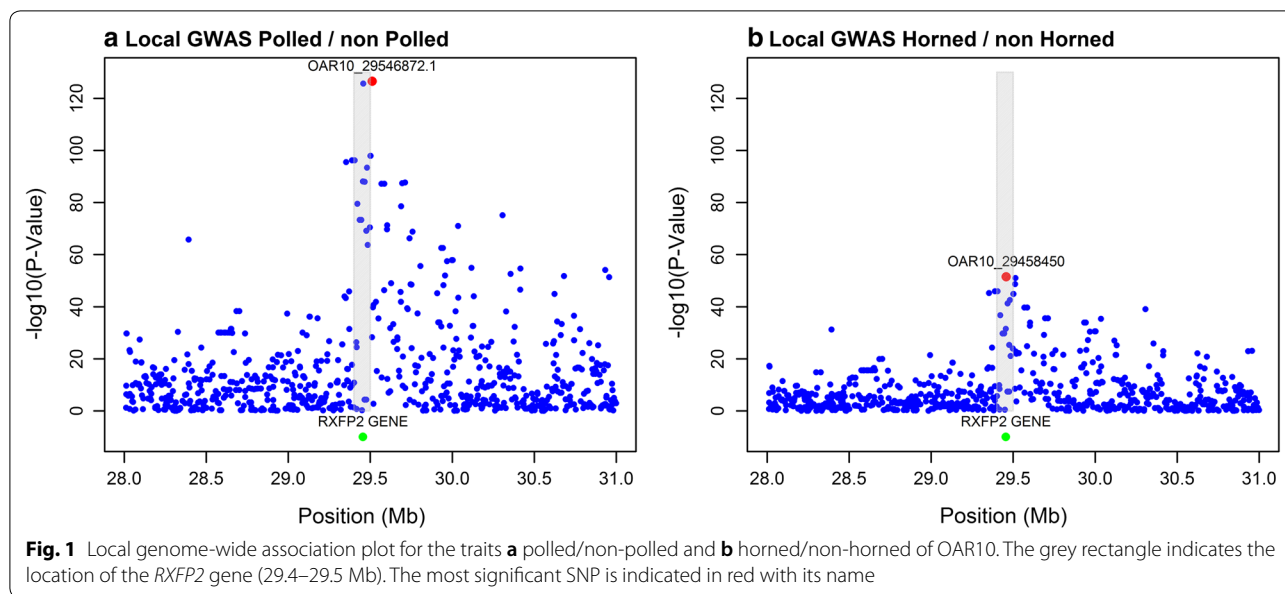 a Local GWAS Polled / non Polled
OAR10_29546872.1
-log10(P-Value)
120
100
80
60
40
20
0
RXFP2 GENE
28.0 28.5 29.0 29.5 30.0 30.5 31.0
Position (Mb)
b Local GWAS Horned / non Horned
OAR10_29458450
-log10(P-Value)
120
100
80
60
40
20
0
RXFP2 GENE
28.0 28.5 29.0 29.5 30.0 30.5 31.0
Position (Mb)
Fig. 1 Local genome-wide association plot for the traits a polled/non-polled and b horned/non-horned of OAR10. The grey rectangle indicates the
location of the RXFP2 gene (29.4–29.5 Mb). The most significant SNP is indicated in red with its name